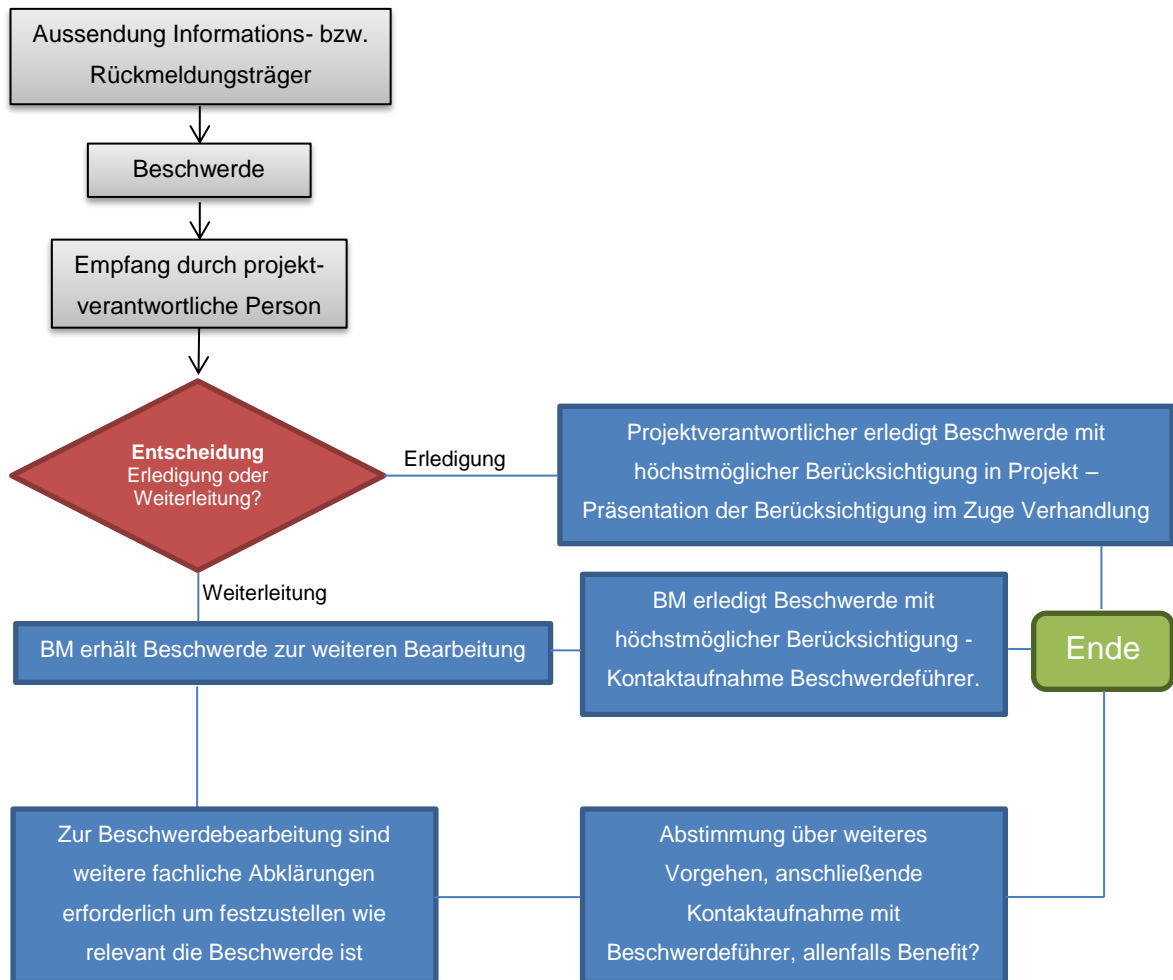 Aussendung Informations- bzw.
Rückmeldungsträger
Beschwerde
Empfang durch projekt-
verantwortliche Person
Entscheidung
Erledigung oder
Weiterleitung?
Erledigung
Projektverantwortlicher erledigt Beschwerde mit
höchstmöglicher Berücksichtigung in Projekt –
Präsentation der Berücksichtigung im Zuge Verhandlung
Weiterleitung
BM erhält Beschwerde zur weiteren Bearbeitung
BM erledigt Beschwerde mit
höchstmöglicher Berücksichtigung -
Kontaktaufnahme Beschwerdeführer.
Ende
Zur Beschwerdebearbeitung sind
weitere fachliche Abklärungen
erforderlich um festzustellen wie
relevant die Beschwerde ist
Abstimmung über weiteres
Vorgehen, anschließende
Kontaktaufnahme mit
Beschwerdeführer, allenfalls Benefit?